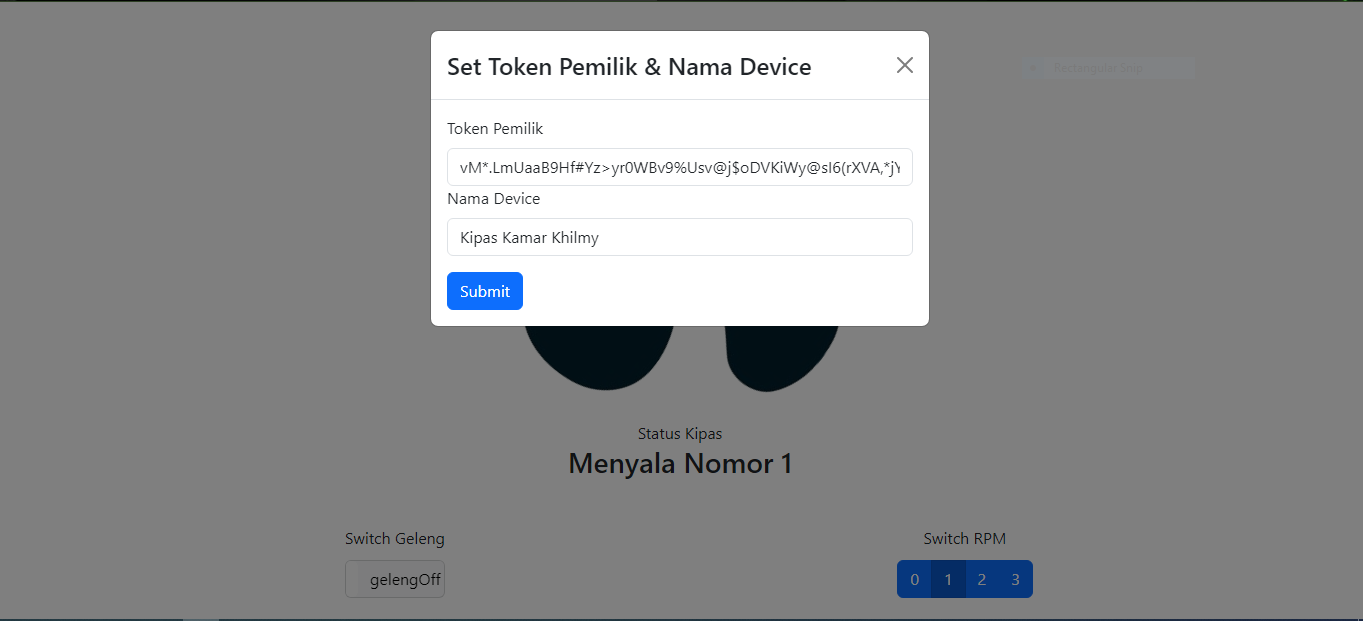 Set Token Pemilik & Nama Device
Rectangular Snip
Token Pemilik
vM*.LmUaaB9Hf#Yz>yr0WBv9%Usv@j$oDVKiWy@sI6(rXVA,*jY
Nama Device
Kipas Kamar Khilmy
Submit
Status Kipas
Menyala Nomor 1
Switch Geleng
Switch RPM
gelengOff
0 1 2 3